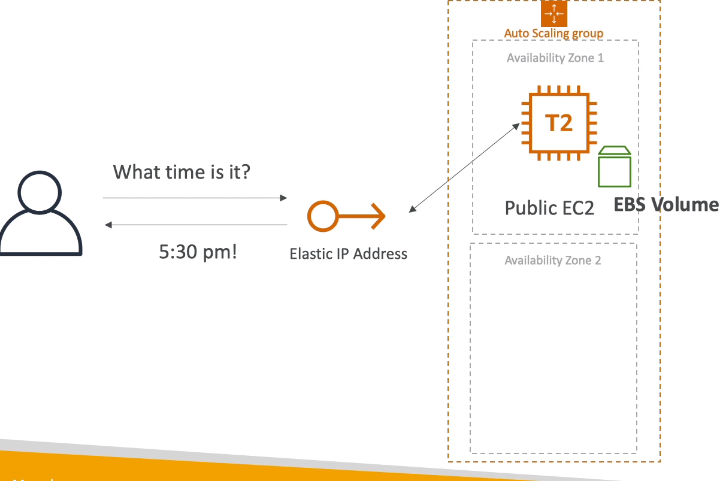 Auto Scaling group
Availability Zone 1
T2
What time is it?
Public EC2
EBS Volume
5:30 pm!
Elastic IP Address
Availability Zone 2